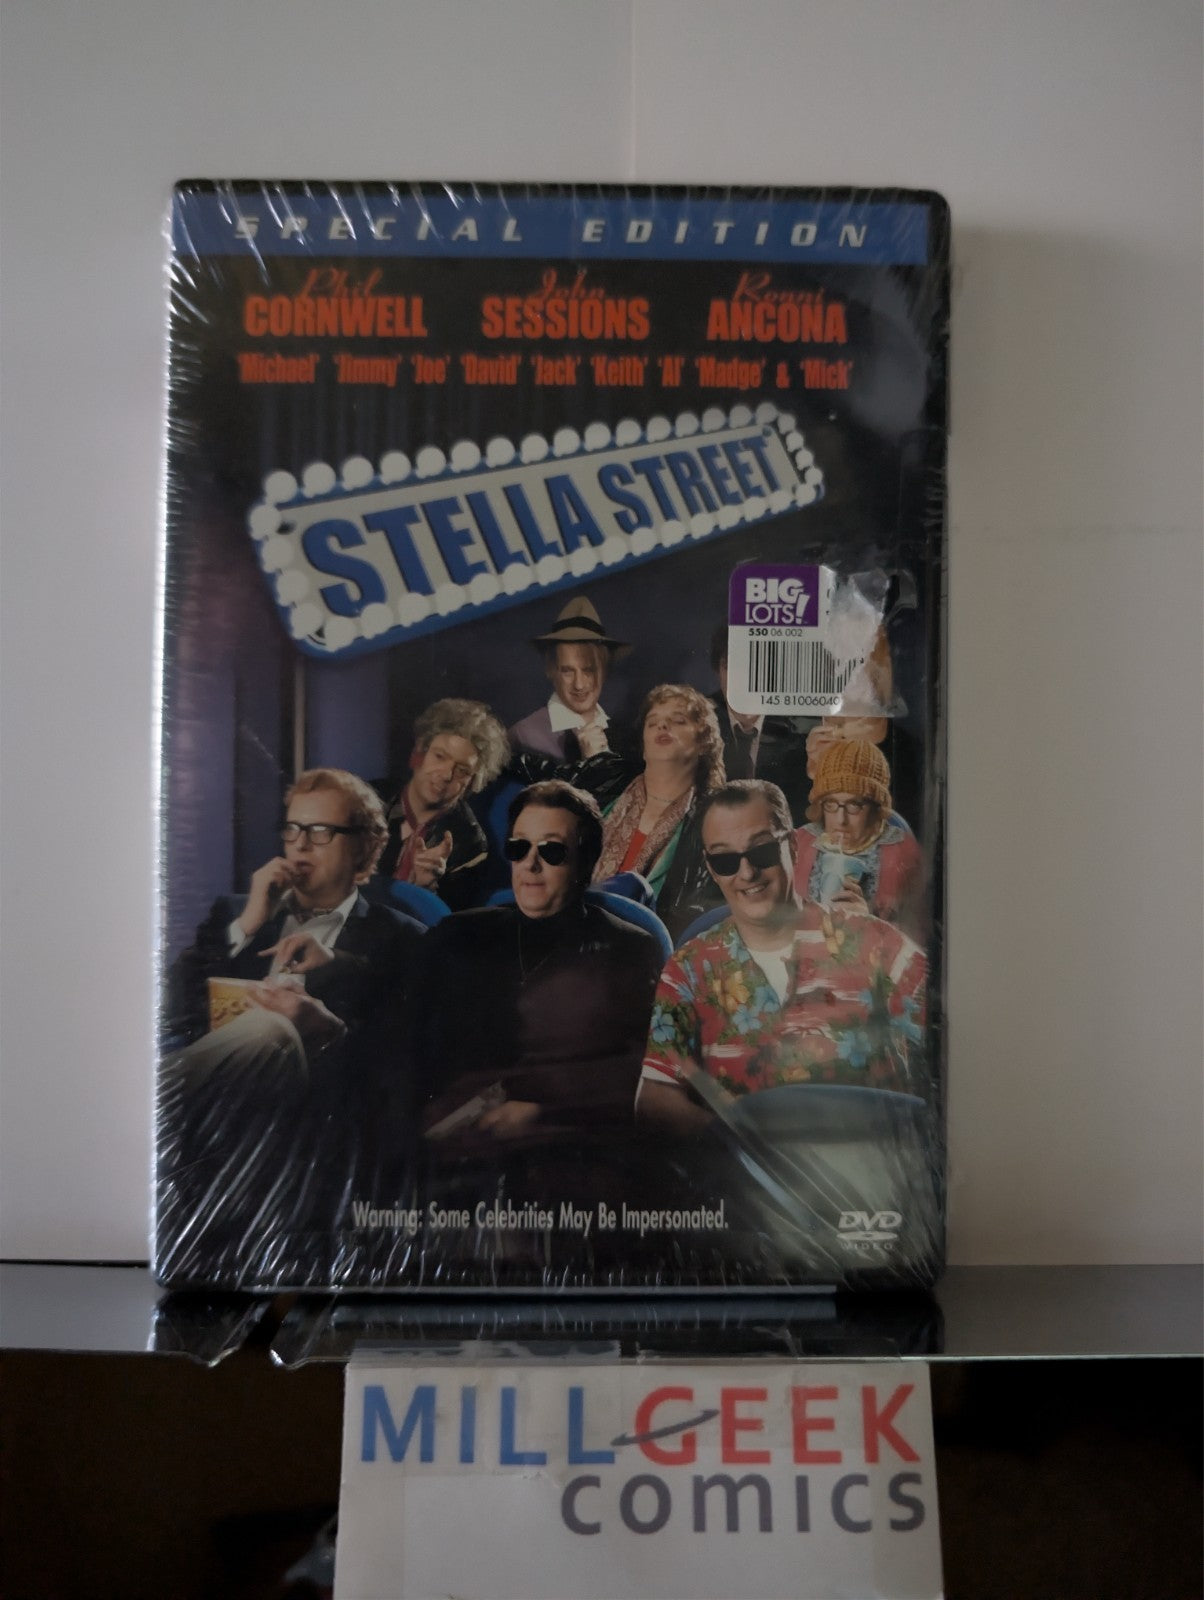 SPECIAL EDITION
Phil CORNWELL
John SESSIONS
Ronni ANCONA
'Michael' 'Jimmy' 'Joe' 'David' 'Jack' 'Keith' 'Al' 'Madge' & 'Mick'
STELLA STREET
BIG LOTS!
550 06 002
145 81006040
Warning: Some Celebrities May Be Impersonated.
DVD
VIDEO
MILLGEEK
comics